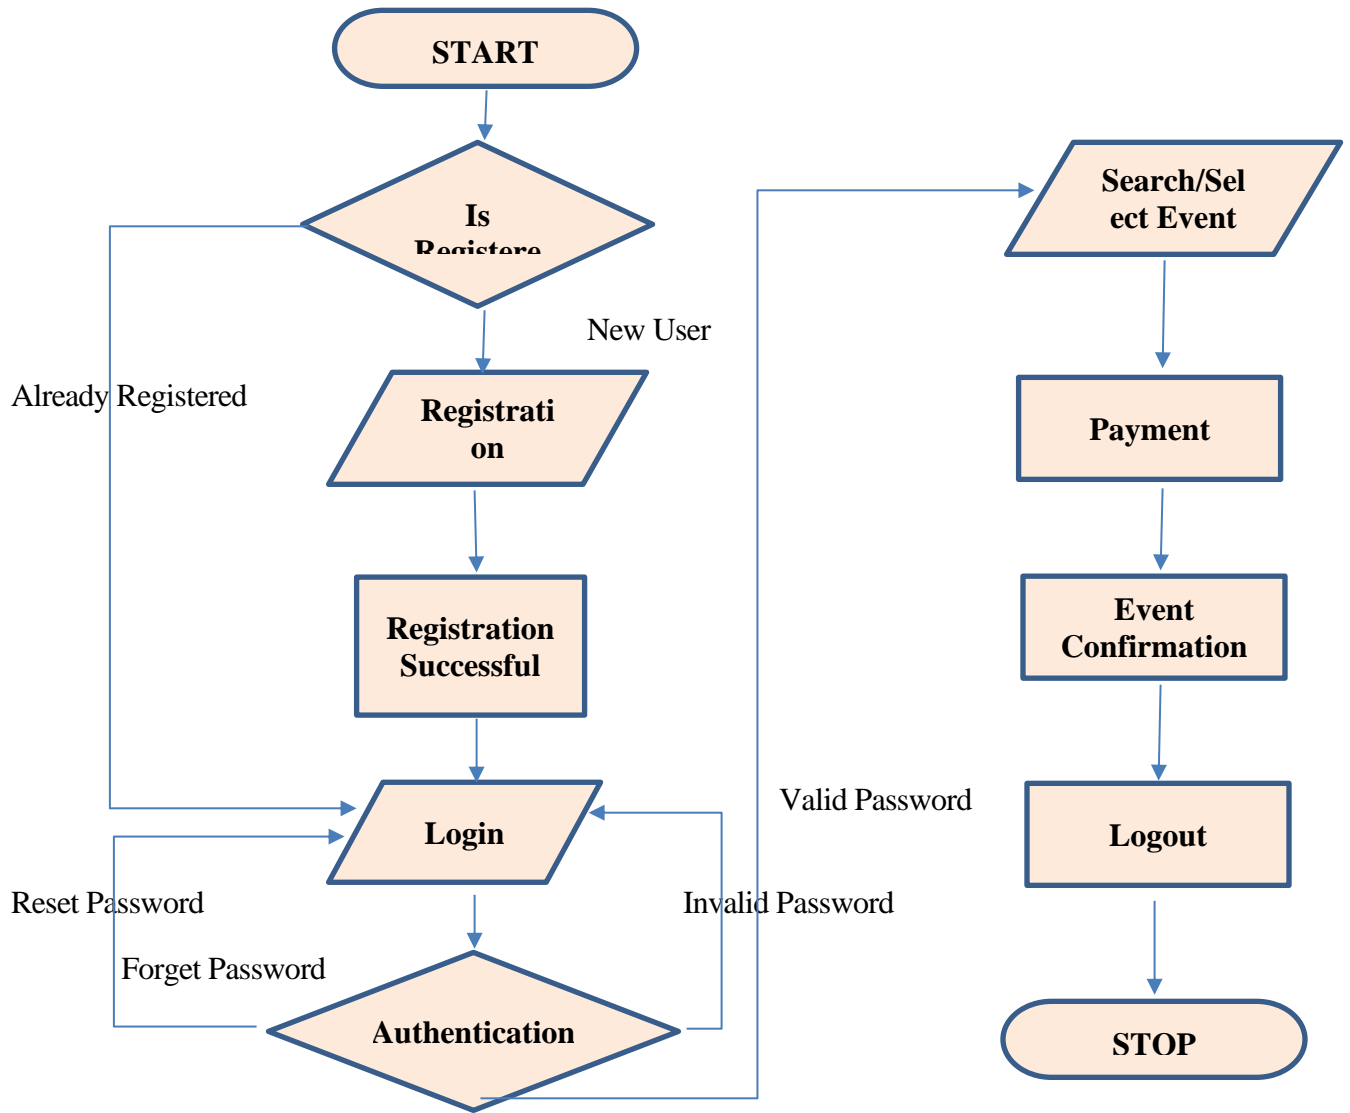 START
Is
Registere
New User
Already Registered
Registrati
on
Registration
Successful
Login
Reset Password
Invalid Password
Forget Password
Authentication
Valid Password
Search/Sel
ect Event
Payment
Event
Confirmation
Logout
STOP